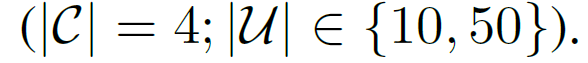 (|𝒞| = 4; |𝒰| ∈ {10, 50}).